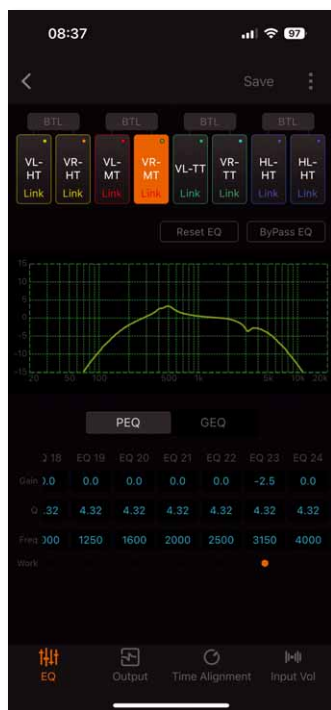 08:37
97
Save
BTL BTL BTL BTL
VL-HT VR-HT VL-MT VR-MT VL-TT VR-TT HL-HT HL-HT
Link Link Link Link Link Link Link Link
Reset EQ ByPass EQ
15
10
5
0
-5
-10
-15
20 50 100 500 1k 5k 10k 20k
PEQ GEQ
Q 18 EQ 19 EQ 20 EQ 21 EQ 22 EQ 23 EQ 24
Gain 0.0 0.0 0.0 0.0 0.0 -2.5 0.0
Q .32 4.32 4.32 4.32 4.32 4.32 4.32
Freq 000 1250 1600 2000 2500 3150 4000
Work
EQ Output Time Alignment Input Vol